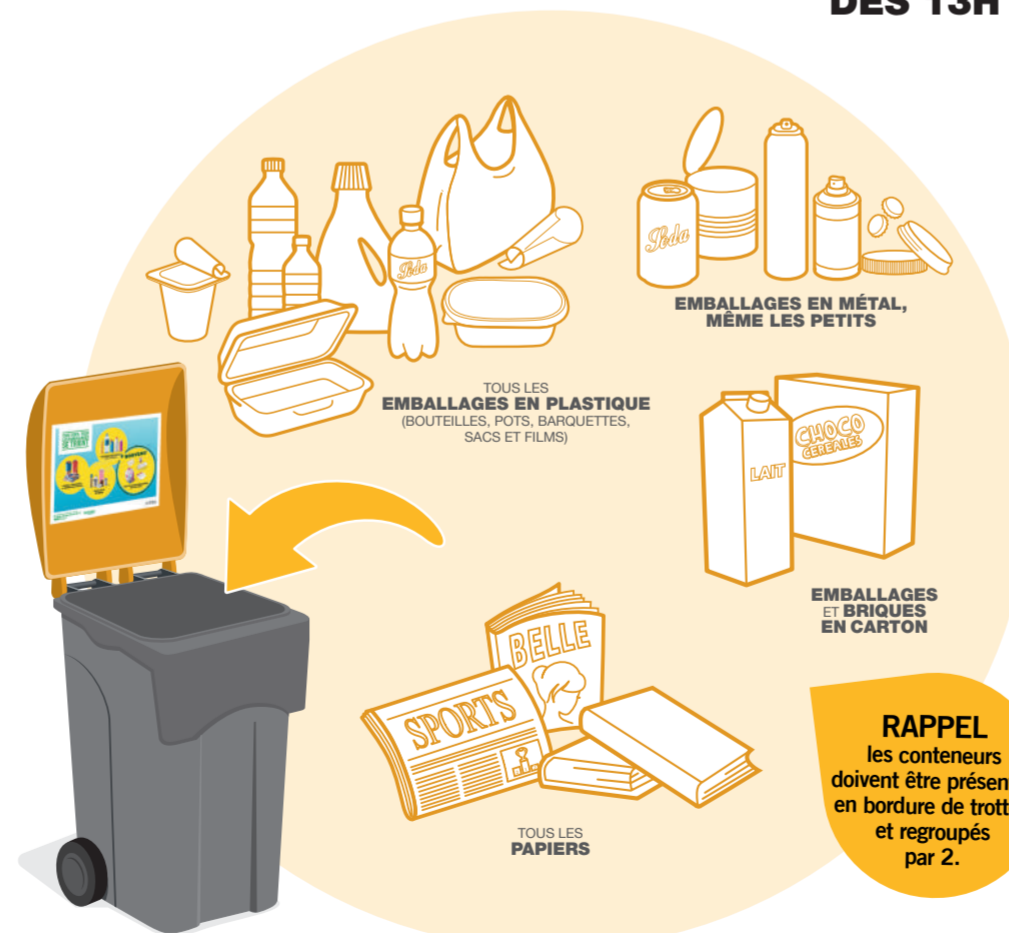 DÈS 13H
Soda
Soda
EMBALLAGES EN MÉTAL,
MÊME LES PETITS
TOUS LES
EMBALLAGES EN PLASTIQUE
(BOUTEILLES, POTS, BARQUETTES,
SACS ET FILMS)
CHOCO
CEREALES
LAIT
EMBALLAGES
ET BRIQUES
EN CARTON
BELLE
SPORTS
TOUS LES
PAPIERS
RAPPEL
les conteneurs
doivent être présen
en bordure de trott
et regroupés
par 2.